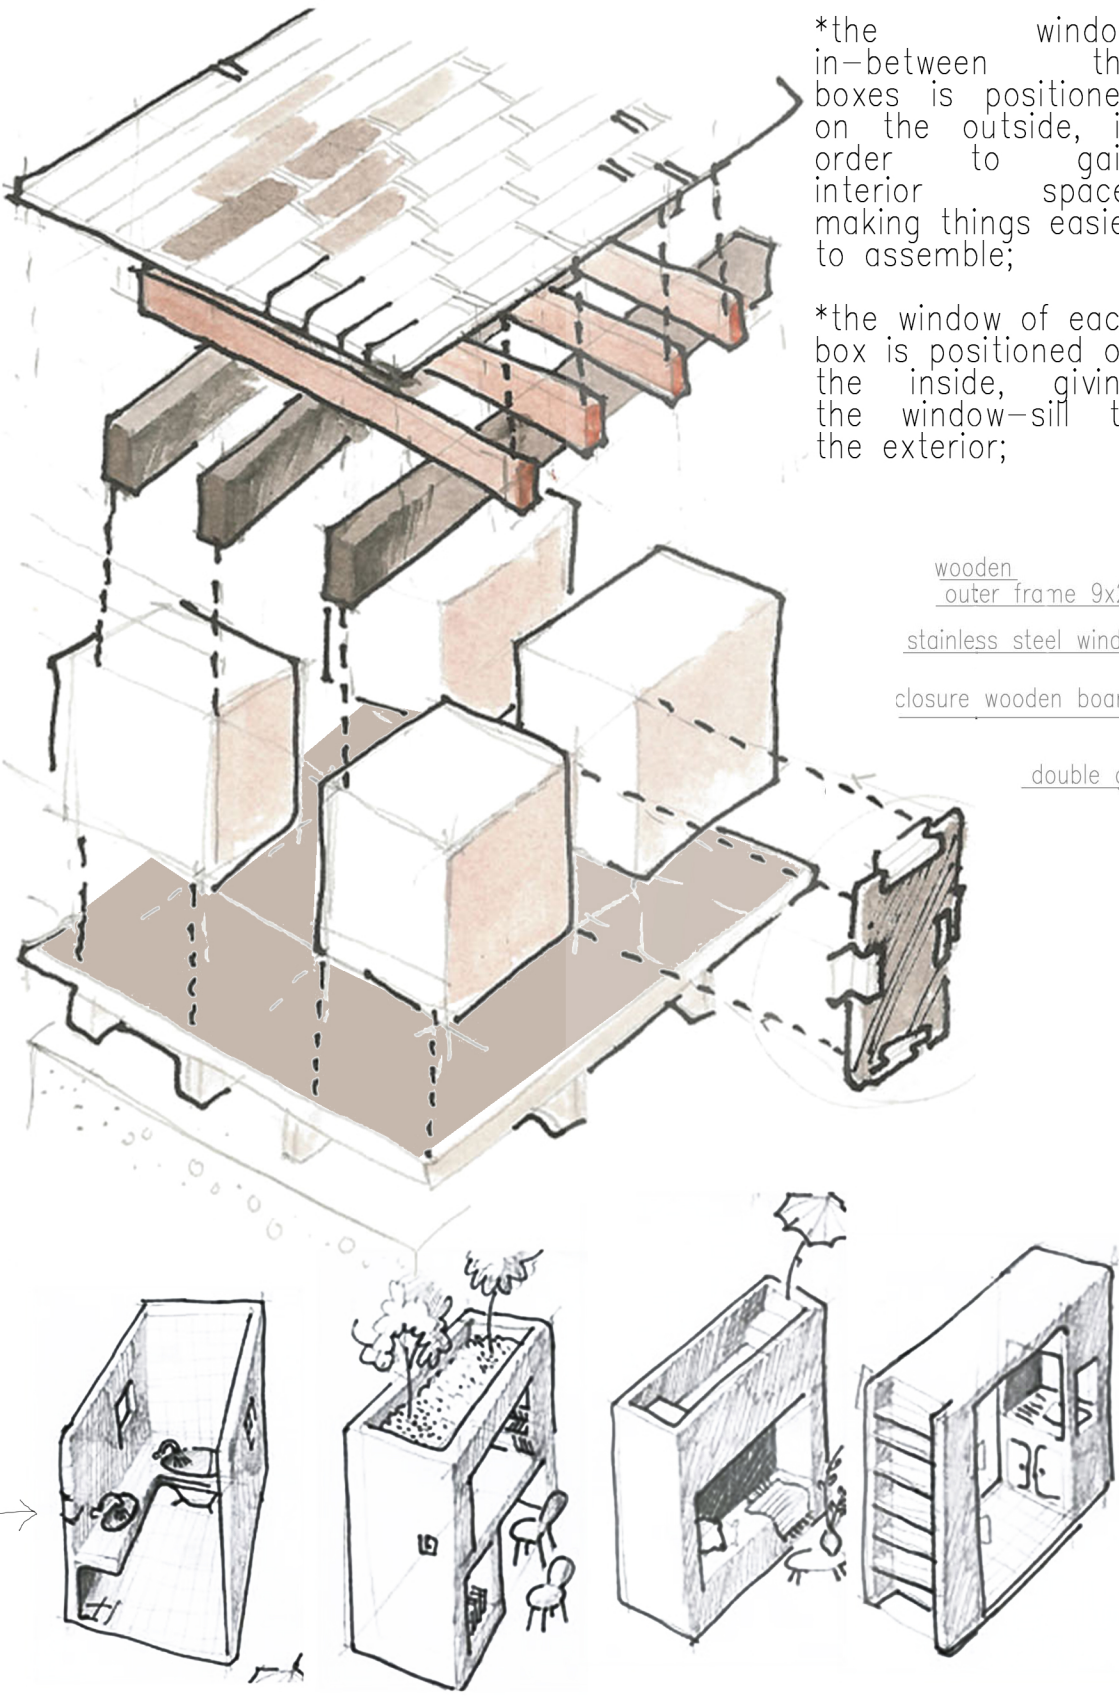 *the windo
in-between th
boxes is positione
on the outside, i
order to gai
interior space
making things easie
to assemble;
*the window of eac
box is positioned o
the inside, givin
the window-sill t
the exterior;
wooden
outer frame 9x2
stainless steel wind
closure wooden boar
double g